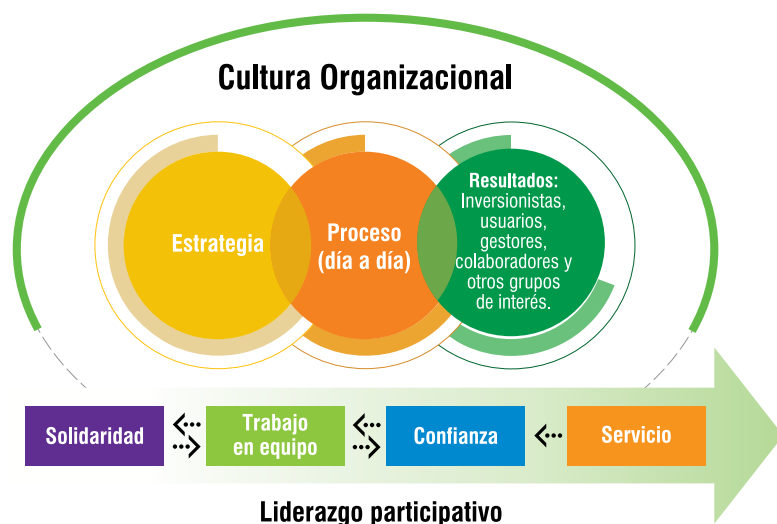 Cultura Organizacional
Estrategia
Proceso
(día a día)
Resultados:
Inversionistas,
usuarios,
gestores,
colaboradores y
otros grupos
de interés.
Solidaridad
Trabajo
en equipo
Confianza
Servicio
Liderazgo participativo